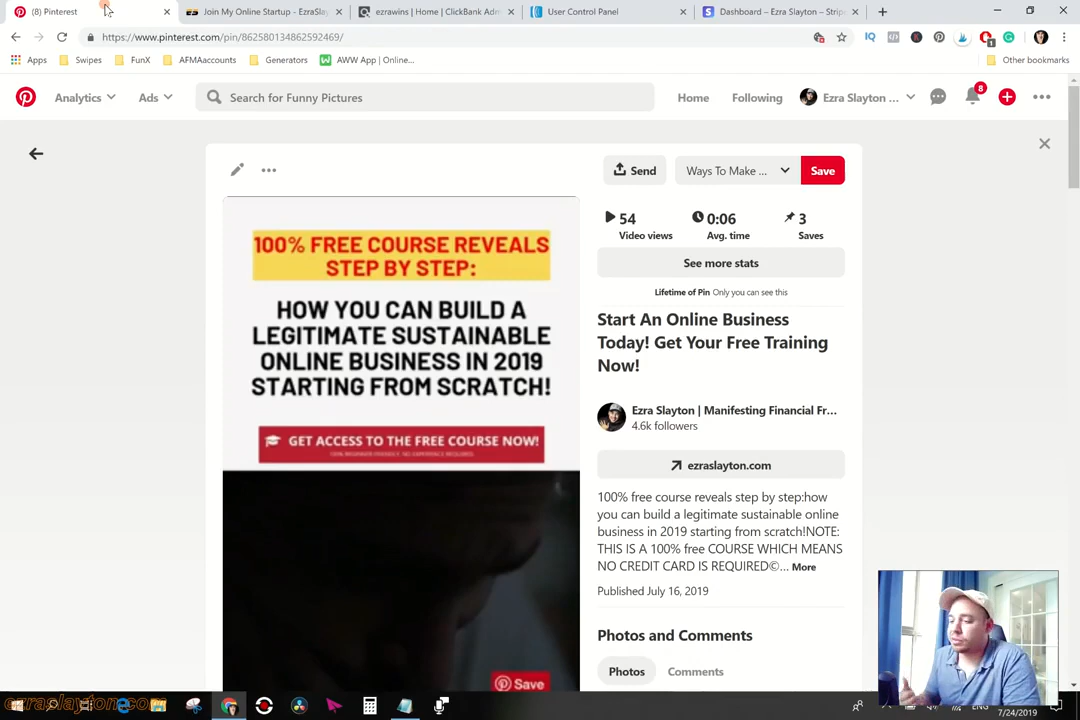 (8) Pinterest
Join My Online Startup - EzraSlay
ezrawins | Home | ClickBank Adm
User Control Panel
Dashboard – Ezra Slayton – Stripe
https://www.pinterest.com/pin/862580134862592469/
IQ
1
Apps
Swipes
FunX
AFMAaccounts
Generators
AWW App | Online...
Other bookmarks
Analytics
Ads
Search for Funny Pictures
Home
Following
Ezra Slayton ...
8
Send
Ways To Make ...
Save
54
Video views
0:06
Avg. time
3
Saves
See more stats
Lifetime of Pin Only you can see this
100% FREE COURSE REVEALS
STEP BY STEP:
HOW YOU CAN BUILD A
LEGITIMATE SUSTAINABLE
ONLINE BUSINESS IN 2019
STARTING FROM SCRATCH!
GET ACCESS TO THE FREE COURSE NOW!
Save
Start An Online Business
Today! Get Your Free Training
Now!
Ezra Slayton | Manifesting Financial Fr...
4.6k followers
ezraslayton.com
100% free course reveals step by step:how
you can build a legitimate sustainable online
business in 2019 starting from scratch!NOTE:
THIS IS A 100% free COURSE WHICH MEANS
NO CREDIT CARD IS REQUIRED©... More
Published July 16, 2019
Photos and Comments
Photos
Comments
ezraslayton.com
ENG
7/24/2019